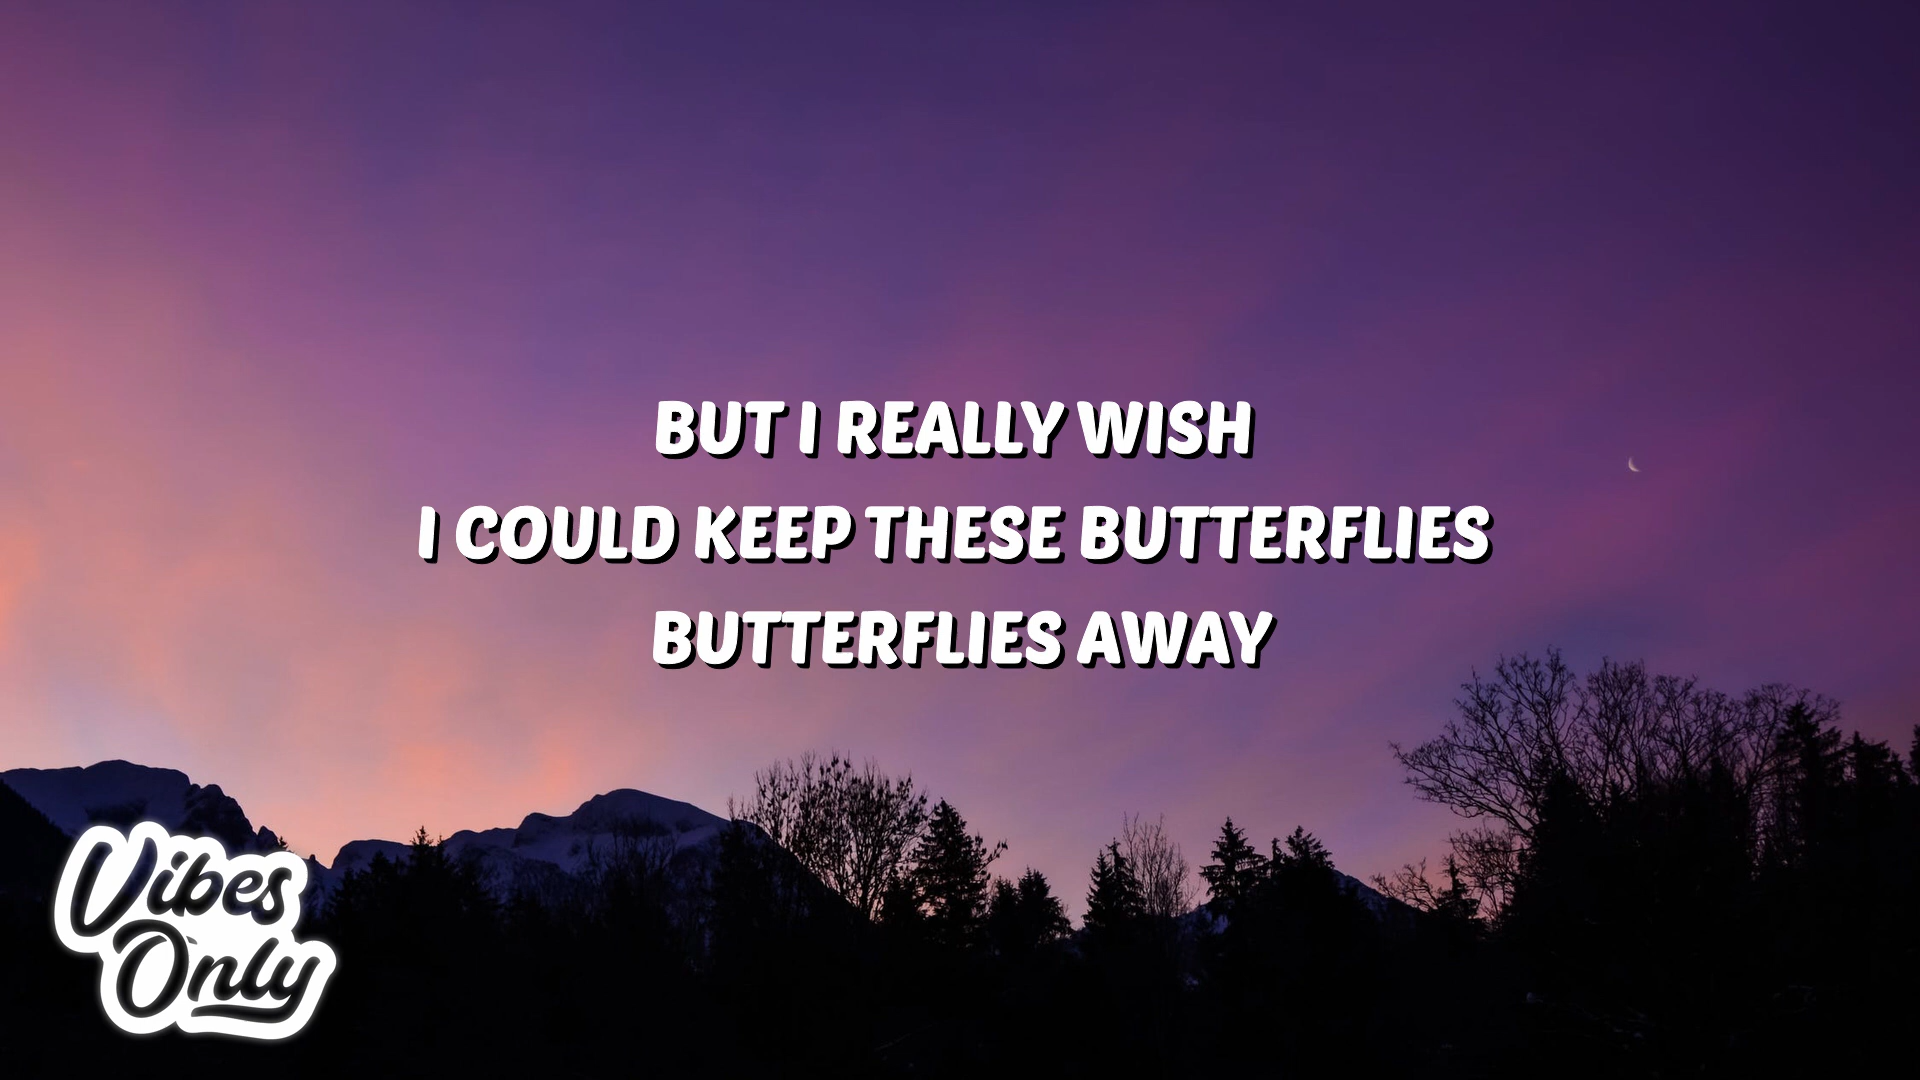 BUT I REALLY WISH
I COULD KEEP THESE BUTTERFLIES
BUTTERFLIES AWAY
Vibes
Only